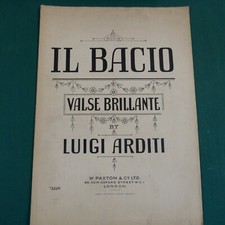 IL BACIO
VALSE BRILLANTE
BY
LUIGI ARDITI
W. PAXTON & CO LTD.
LONDON.